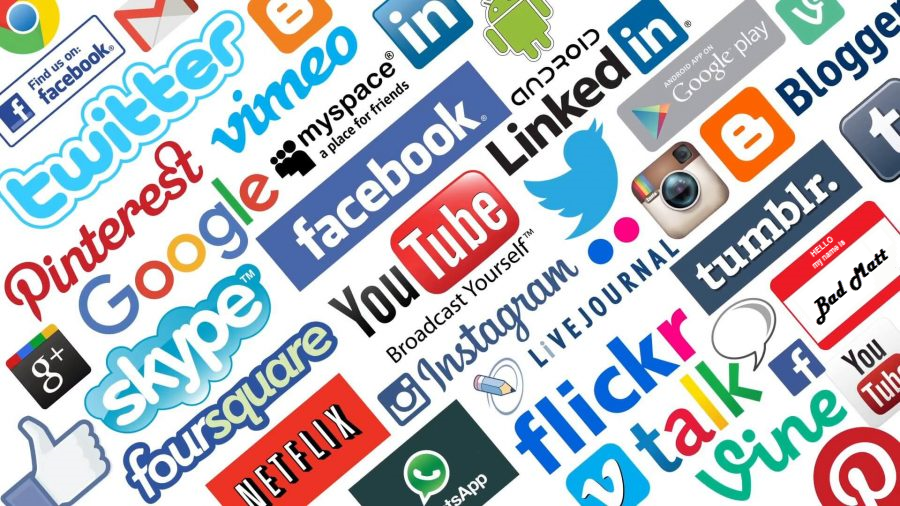 Find us on:
facebook®
twitter
vimeo
in
myspace®
a place for friends
ANDROID
Linked in®
ANDROID APP ON
Google play
Blogger
Pinterest
Google
facebook®
t
tumblr.
HELLO
my name is
Bad Matt
skype™
YouTube
Broadcast Yourself™
Instagram
LiVEJOURNAL
g+
foursquare
flickr
talk
f
You
Tube
NETFLIX
WhatsApp
v
Vine